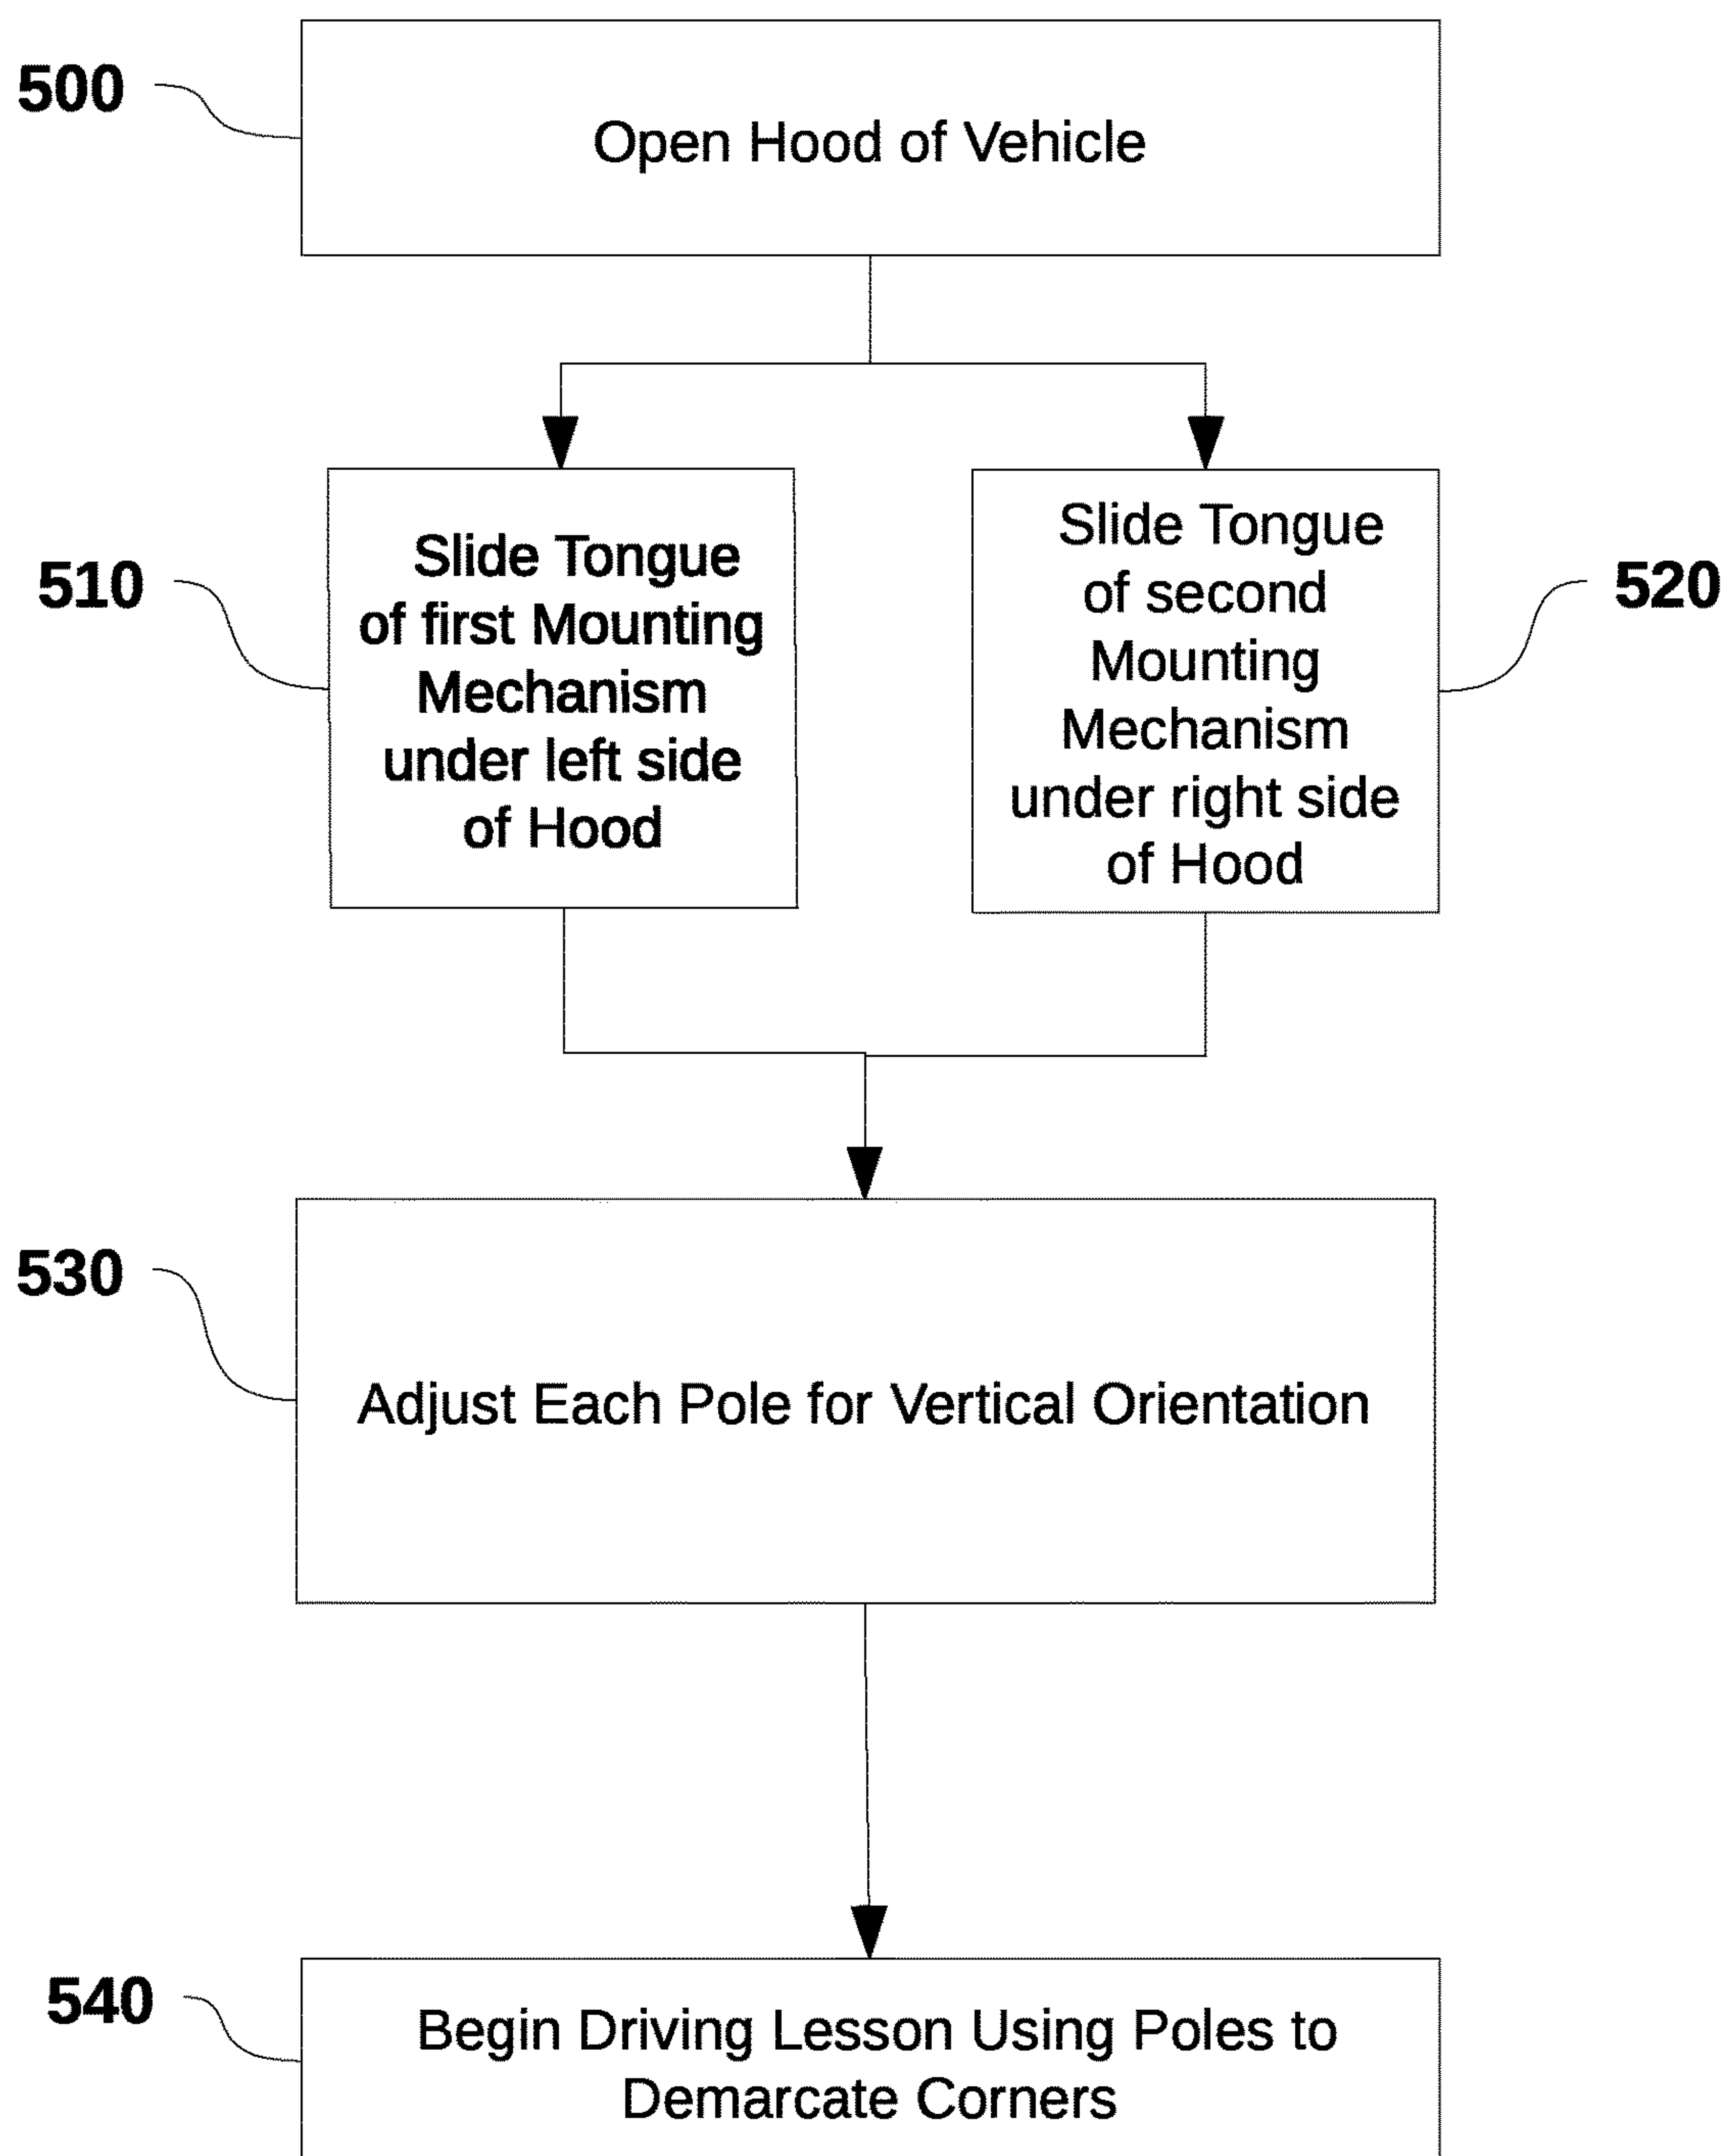 500
Open Hood of Vehicle
510
Slide Tongue
of first Mounting
Mechanism
under left side
of Hood
Slide Tongue
of second
Mounting
Mechanism
under right side
of Hood
520
530
Adjust Each Pole for Vertical Orientation
540
Begin Driving Lesson Using Poles to
Demarcate Corners